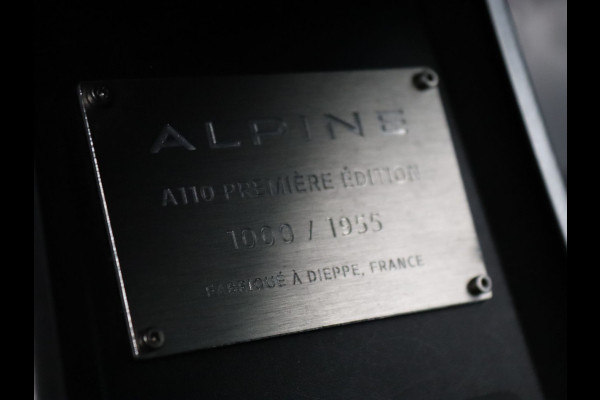 ALPINE
A110 PREMIÈRE ÉDITION
1000 / 1955
FABRIQUÉ À DIEPPE, FRANCE